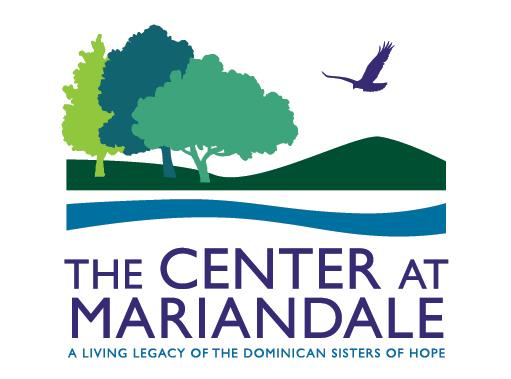 THE CENTER AT
MARIANDALE
A LIVING LEGACY OF THE DOMINICAN SISTERS OF HOPE